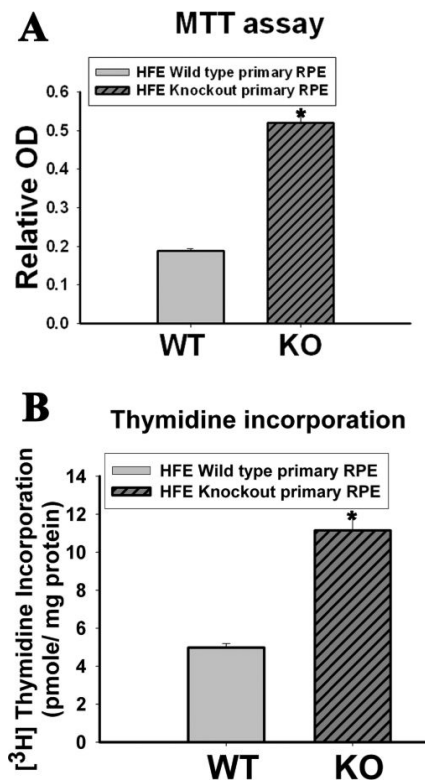 A
MTT assay
HFE Wild type primary RPE
HFE Knockout primary RPE
Relative OD
0.6
0.5
0.4
0.3
0.2
0.1
0.0
*
WT
KO
B
Thymidine incorporation
HFE Wild type primary RPE
HFE Knockout primary RPE
[³H] Thymidine Incorporation
(pmole/ mg protein)
14
12
10
8
6
4
2
0
*
WT
KO